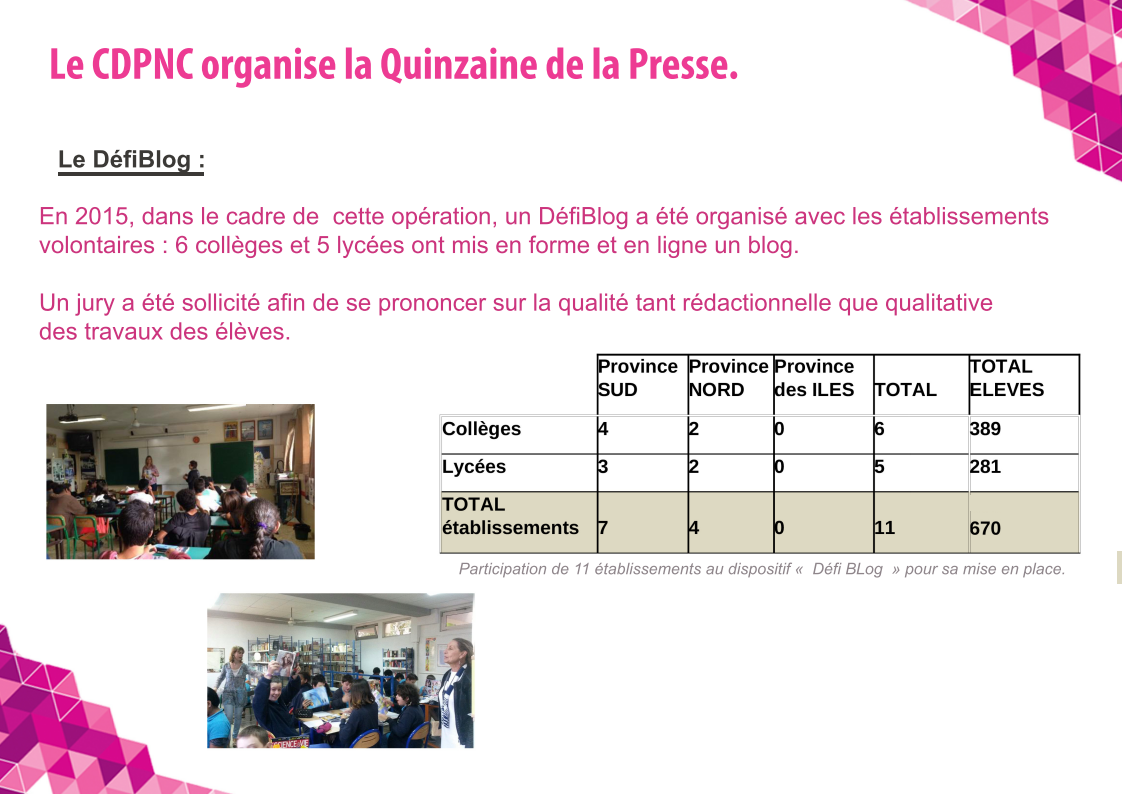 Le CDPNC organise la Quinzaine de la Presse.
Le DéfiBlog :
En 2015, dans le cadre de  cette opération, un DéfiBlog a été organisé avec les établissements
volontaires : 6 collèges et 5 lycées ont mis en forme et en ligne un blog.
Un jury a été sollicité afin de se prononcer sur la qualité tant rédactionnelle que qualitative
des travaux des élèves.
Province SUD Province NORD Province des ILES TOTAL TOTAL ELEVES
Collèges 4 2 0 6 389
Lycées 3 2 0 5 281
TOTAL établissements 7 4 0 11 670
Participation de 11 établissements au dispositif «  Défi BLog  » pour sa mise en place.